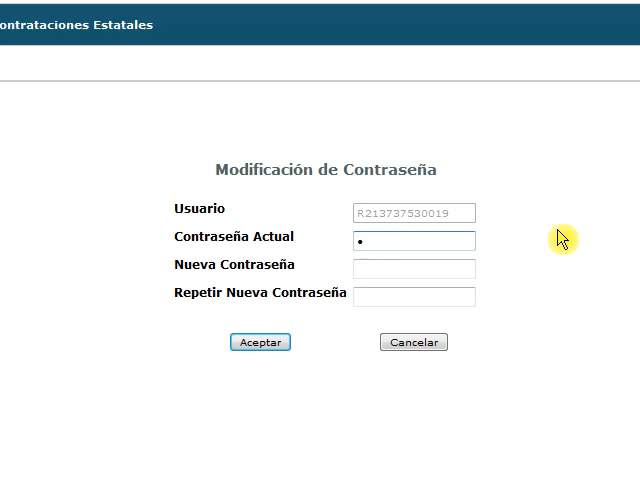 ontrataciones Estatales
Modificación de Contraseña
Usuario R213737530019
Contraseña Actual •
Nueva Contraseña
Repetir Nueva Contraseña
Aceptar Cancelar